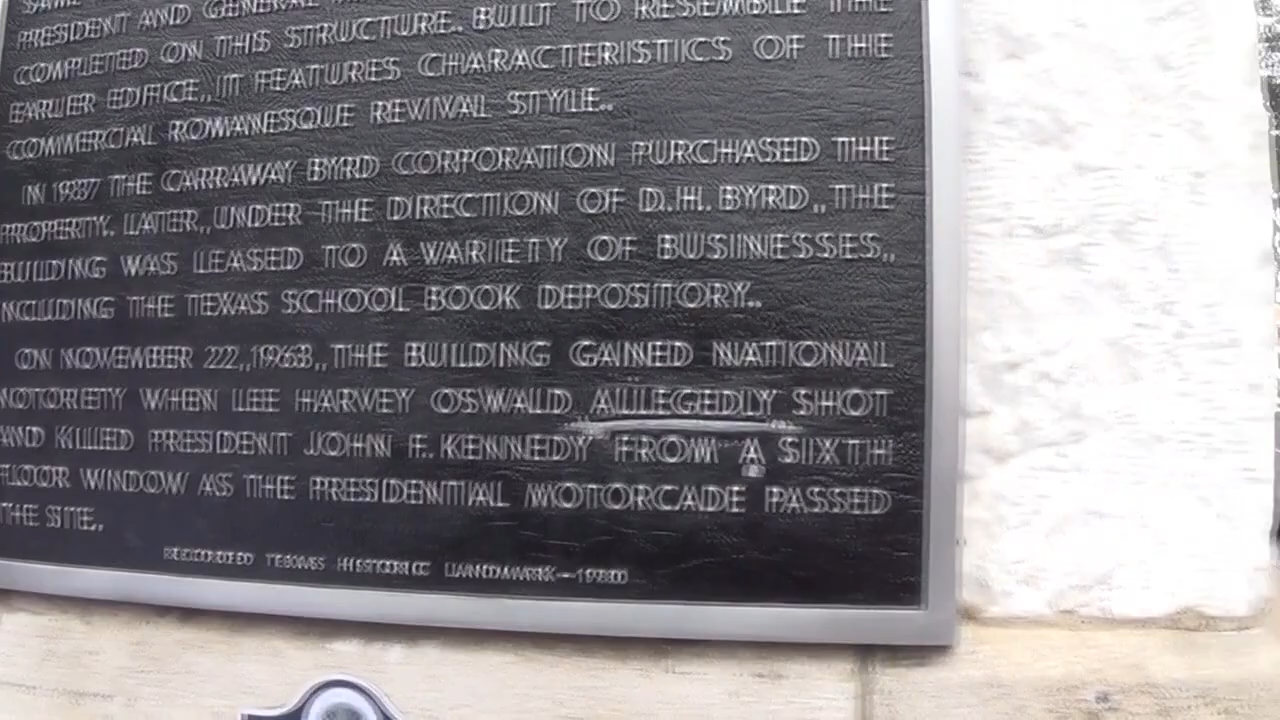 SAME
PRESIDENT AND GENERAL
COMPLETED ON THIS STRUCTURE. BUILT TO RESEMBLE THE
EARLIER EDIFICE, IT FEATURES CHARACTERISTICS OF THE
COMMERCIAL ROMANESQUE REVIVAL STYLE.
IN 1937 THE CARRAWAY BYRD CORPORATION PURCHASED THE
PROPERTY. LATER, UNDER THE DIRECTION OF D.H. BYRD, THE
BUILDING WAS LEASED TO A VARIETY OF BUSINESSES,
INCLUDING THE TEXAS SCHOOL BOOK DEPOSITORY.
ON NOVEMBER 22, 1963, THE BUILDING GAINED NATIONAL
NOTORIETY WHEN LEE HARVEY OSWALD ALLEGEDLY SHOT
AND KILLED PRESIDENT JOHN F. KENNEDY FROM A SIXTH
FLOOR WINDOW AS THE PRESIDENTIAL MOTORCADE PASSED
THE SITE.
RECORDED TEXAS HISTORIC LANDMARK—1980